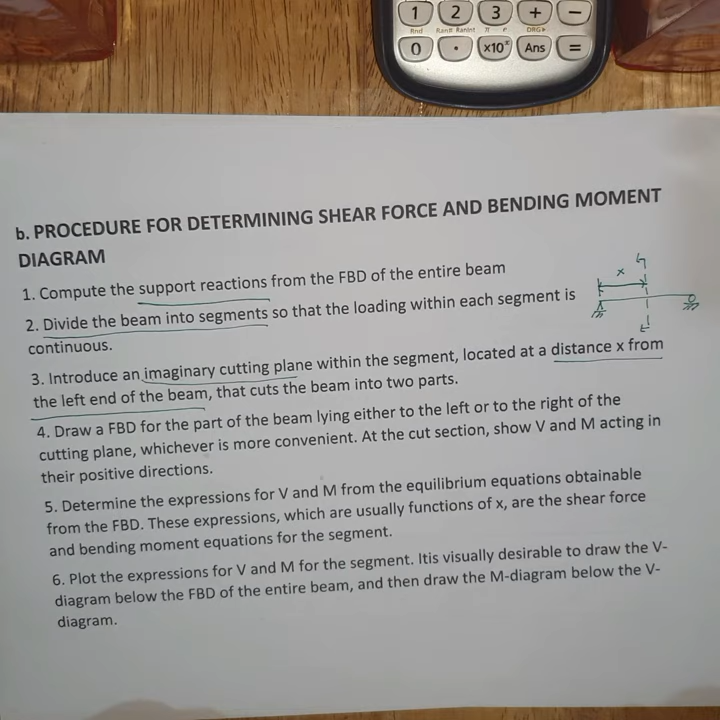 1 2 3 + −
Rnd Ran# RanInt π e DRG▸
0 • ×10ˣ Ans =
b. PROCEDURE FOR DETERMINING SHEAR FORCE AND BENDING MOMENT
DIAGRAM
1. Compute the support reactions from the FBD of the entire beam
2. Divide the beam into segments so that the loading within each segment is
continuous.
x
3. Introduce an imaginary cutting plane within the segment, located at a distance x from
the left end of the beam, that cuts the beam into two parts.
4. Draw a FBD for the part of the beam lying either to the left or to the right of the
cutting plane, whichever is more convenient. At the cut section, show V and M acting in
their positive directions.
5. Determine the expressions for V and M from the equilibrium equations obtainable
from the FBD. These expressions, which are usually functions of x, are the shear force
and bending moment equations for the segment.
6. Plot the expressions for V and M for the segment. Itis visually desirable to draw the V-
diagram below the FBD of the entire beam, and then draw the M-diagram below the V-
diagram.